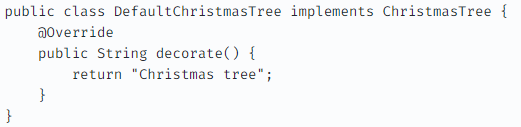 public class DefaultChristmasTree implements ChristmasTree {
    @Override
    public String decorate() {
        return "Christmas tree";
    }
}